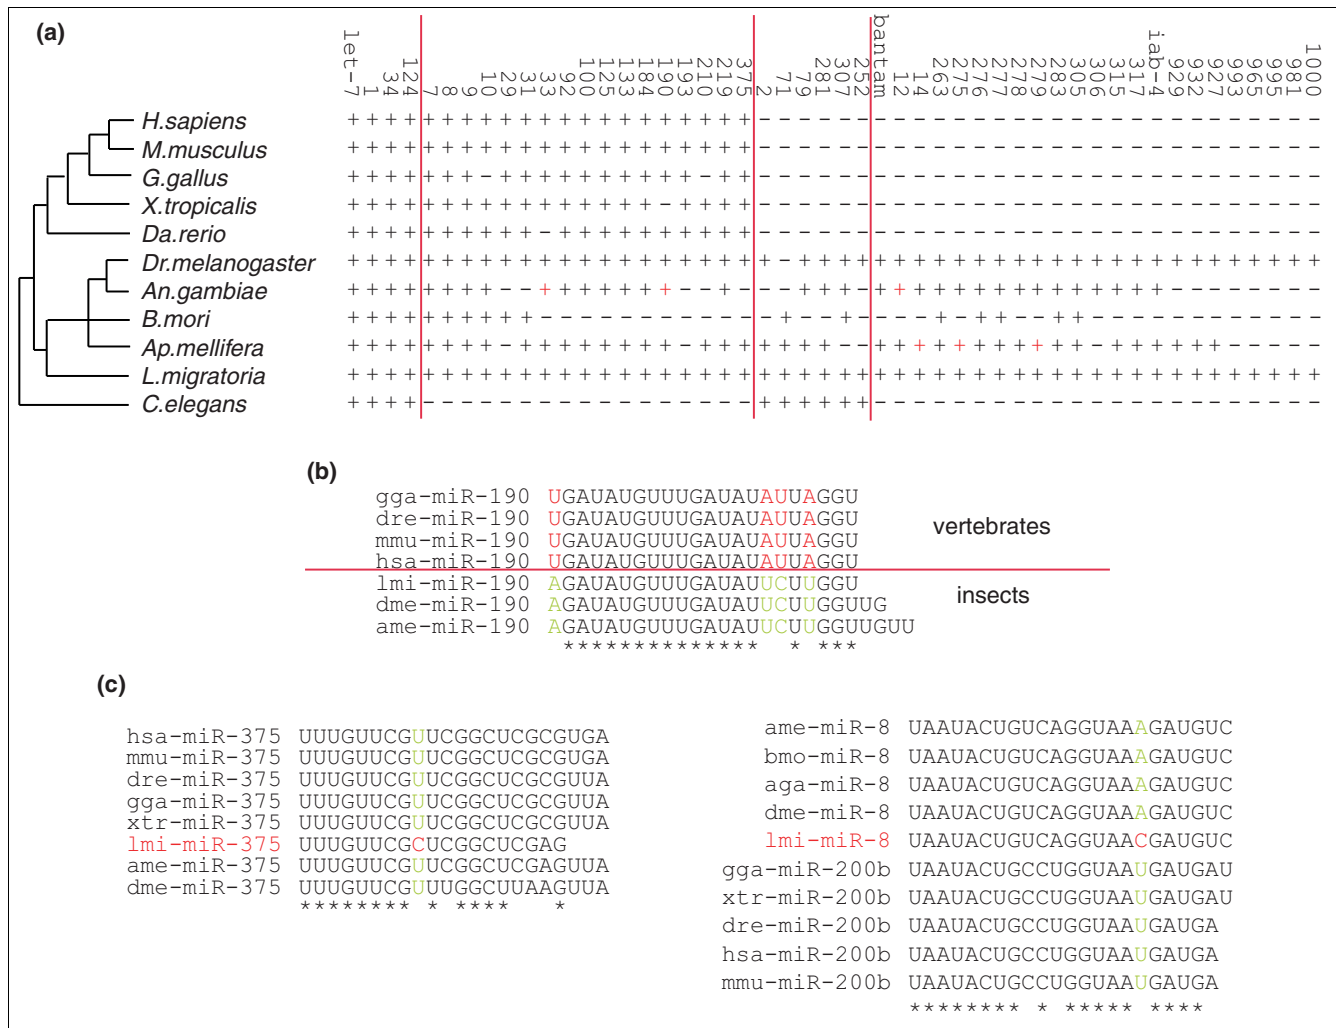 (a)
let-7 1 34 124 7 8 9 10 29 31 33 92 100 125 133 184 190 193 210 219 375 2 71 79 281 307 252 bantam 12 14 263 275 276 277 278 279 283 305 306 315 317 iab-4 929 932 927 993 965 995 981 1000
H.sapiens + + + + + + + + + + + + + + + + + + + + + − − − − − − − − − − − − − − − − − − − − − − − − − − − − −
M.musculus + + + + + + + + + + + + + + + + + + + + + − − − − − − − − − − − − − − − − − − − − − − − − − − − − −
G.gallus + + + + + + + − + + + + + + + + + + − + + − − − − − − − − − − − − − − − − − − − − − − − − − − − − −
X.tropicalis + + + + + + + + + + + + + + + + − + + + + − − − − − − − − − − − − − − − − − − − − − − − − − − − − −
Da.rerio + + + + + + + + + + − + + + + + + + + + + − − − − − − − − − − − − − − − − − − − − − − − − − − − − −
Dr.melanogaster + + + + + + + + + + + + + + + + + + + + + + − + + + + + + + + + + + + + + + + + + + + + + + + + + +
An.gambiae + + + + + + + + − − + + + + + + + − − + − − − + + + − + + + + + + + + + + + + + + + − − − − − − − −
B.mori + + + + + + + + + + − − − − − − − − − − − − + − − + − − − − + − + + − − + + − − − − − − − − − − − −
Ap.mellifera + + + + + + + + − + + + + + + + + − + + + + + + + − − + + + + + + + + + + + − + + + + + + − − − − −
L.migratoria + + + + + + + + + + + + + + + + + + + + + + + + + + + + + + + + + + + + + + + + + + + + + + + + + +
C.elegans + + + + − − − − − − − − − − − − − − − − − + + + + + + − − − − − − − − − − − − − − − − − − − − − − −
(b)
gga-miR-190 UGAUAUGUUUGAUAUAUUAGGU
dre-miR-190 UGAUAUGUUUGAUAUAUUAGGU
mmu-miR-190 UGAUAUGUUUGAUAUAUUAGGU
hsa-miR-190 UGAUAUGUUUGAUAUAUUAGGU
vertebrates
lmi-miR-190 AGAUAUGUUUGAUAUUCUUGGU
dme-miR-190 AGAUAUGUUUGAUAUUCUUGGUUG
ame-miR-190 AGAUAUGUUUGAUAUUCUUGGUUGUU
insects
************** * ***
(c)
hsa-miR-375 UUUGUUCGUUCGGCUCGCGUGA
mmu-miR-375 UUUGUUCGUUCGGCUCGCGUGA
dre-miR-375 UUUGUUCGUUCGGCUCGCGUUA
gga-miR-375 UUUGUUCGUUCGGCUCGCGUUA
xtr-miR-375 UUUGUUCGUUCGGCUCGCGUUA
lmi-miR-375 UUUGUUCGCUCGGCUCGAG
ame-miR-375 UUUGUUCGUUCGGCUCGAGUUA
dme-miR-375 UUUGUUCGUUUGGCUUAAGUUA
******** * **** *
ame-miR-8 UAAUACUGUCAGGUAAAGAUGUC
bmo-miR-8 UAAUACUGUCAGGUAAAGAUGUC
aga-miR-8 UAAUACUGUCAGGUAAAGAUGUC
dme-miR-8 UAAUACUGUCAGGUAAAGAUGUC
lmi-miR-8 UAAUACUGUCAGGUAACGAUGUC
gga-miR-200b UAAUACUGCCUGGUAAUGAUGAU
xtr-miR-200b UAAUACUGCCUGGUAAUGAUGAU
dre-miR-200b UAAUACUGCCUGGUAAUGAUGA
hsa-miR-200b UAAUACUGCCUGGUAAUGAUGA
mmu-miR-200b UAAUACUGCCUGGUAAUGAUGA
******** * ***** ****